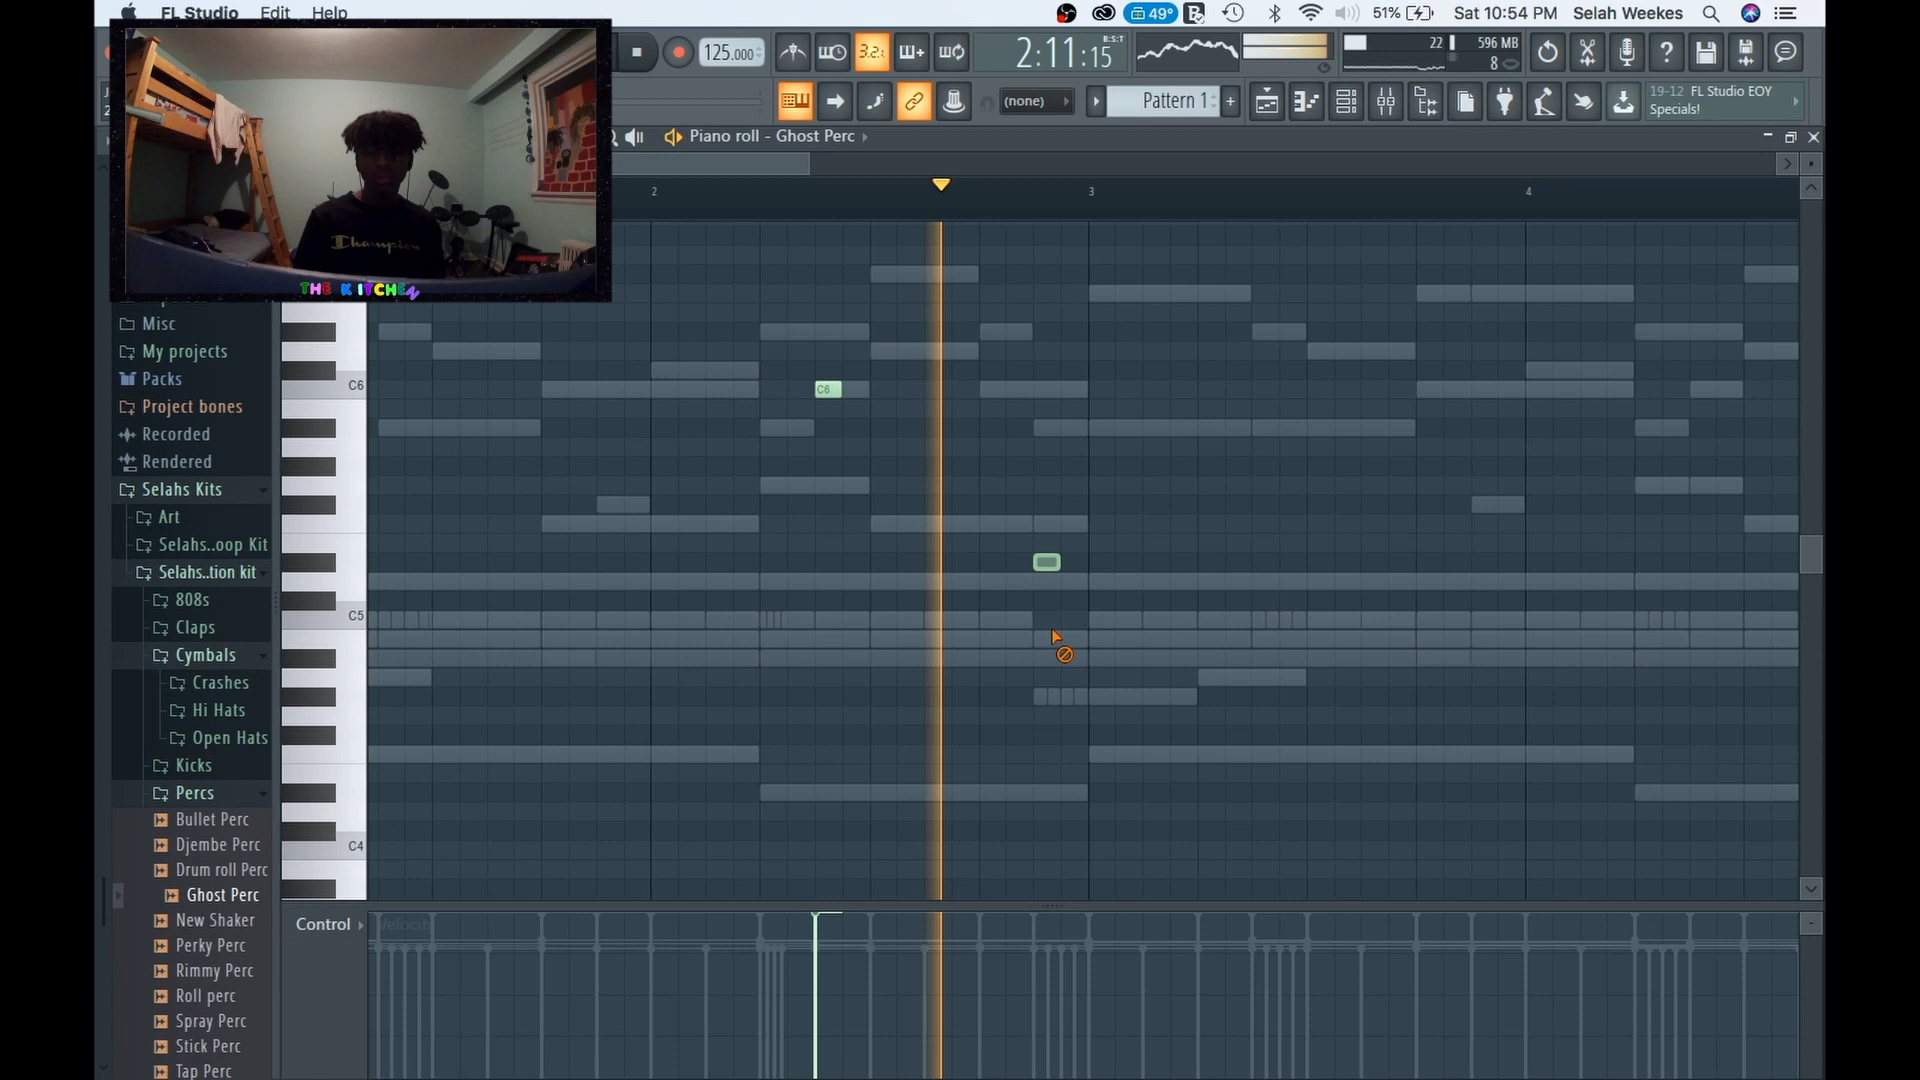 FL Studio Edit Help
49° 51% Sat 10:54 PM Selah Weekes
125.000 3.2.: 2:11:15 B:S:T 22 596 MB
8
(none) Pattern 1 + 19-12 FL Studio EOY
Specials!
Piano roll - Ghost Perc
2 3 4
Champion
THE KITCHEN
Misc
My projects
Packs
Project bones
Recorded
Rendered
Selahs Kits
Art
Selahs..oop Kit
Selahs..tion kit
808s
Claps
Cymbals
Crashes
Hi Hats
Open Hats
Kicks
Percs
Bullet Perc
Djembe Perc
Drum roll Perc
Ghost Perc
New Shaker
Perky Perc
Rimmy Perc
Roll perc
Spray Perc
Stick Perc
Tap Perc
C6
C6
C5
C4
Control Velocity